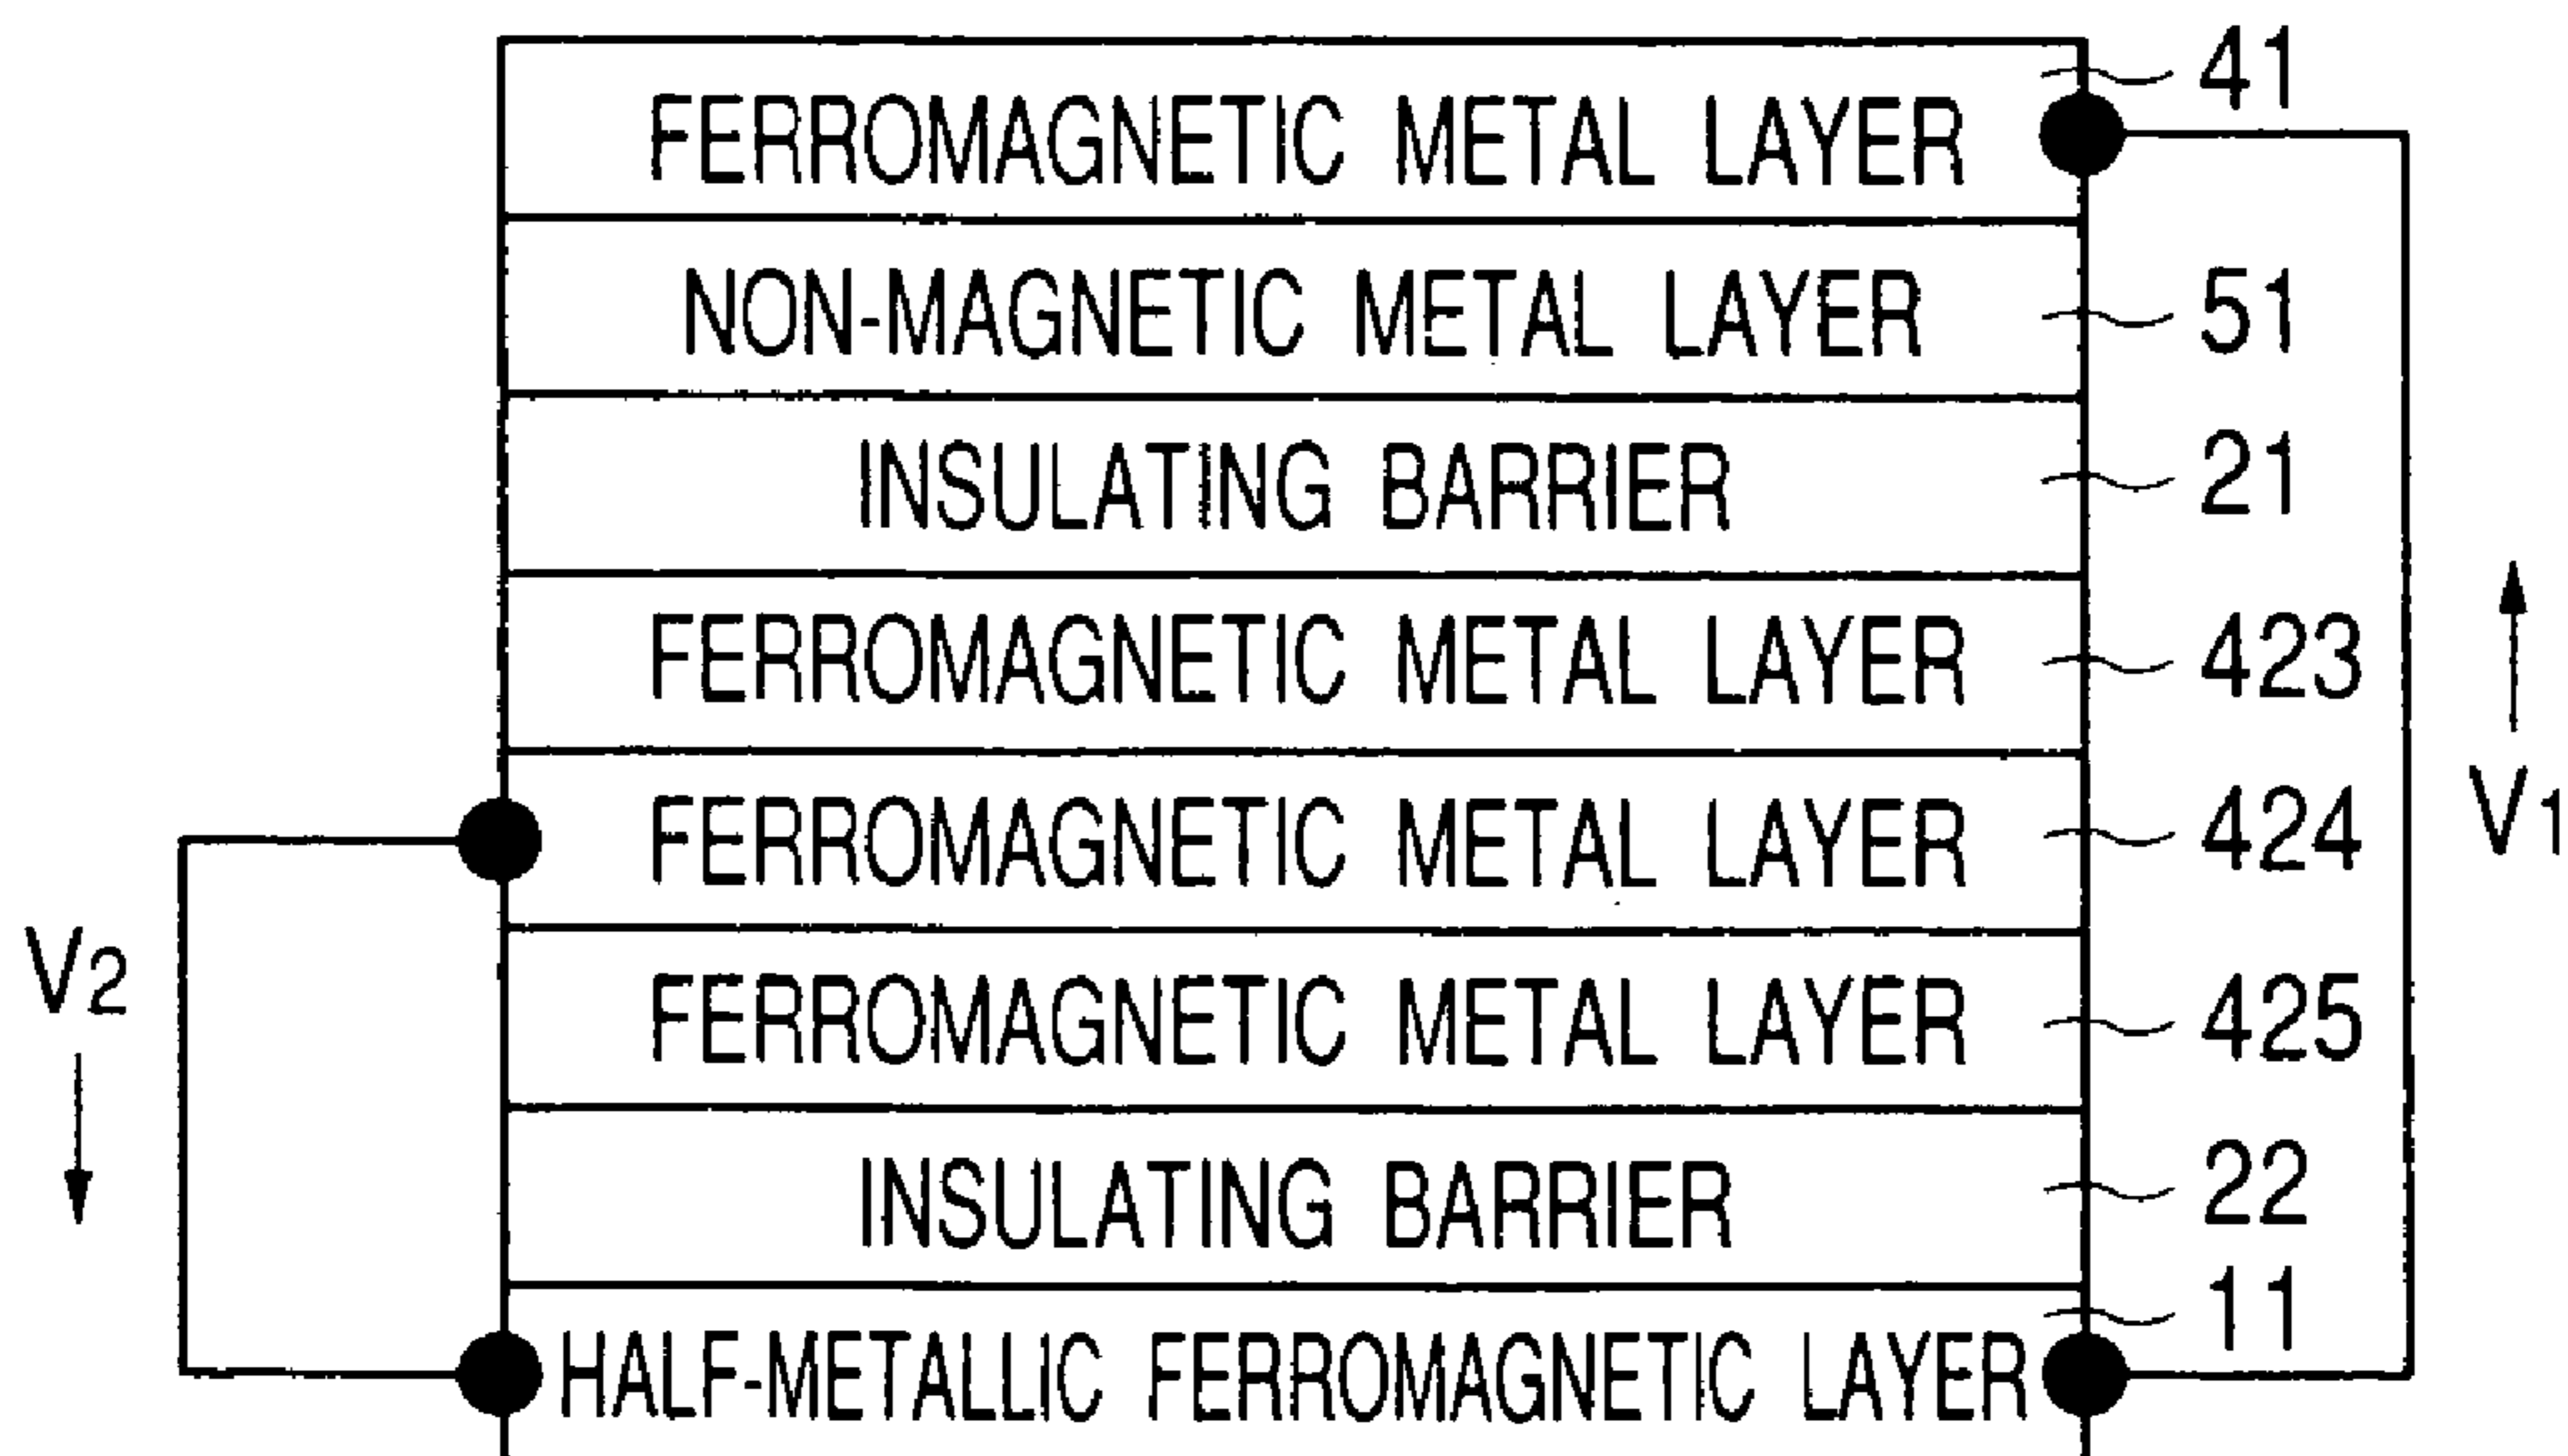 FERROMAGNETIC METAL LAYER 41
NON-MAGNETIC METAL LAYER 51
INSULATING BARRIER 21
FERROMAGNETIC METAL LAYER 423
FERROMAGNETIC METAL LAYER 424
V1
FERROMAGNETIC METAL LAYER 425
V2
INSULATING BARRIER 22
HALF-METALLIC FERROMAGNETIC LAYER 11